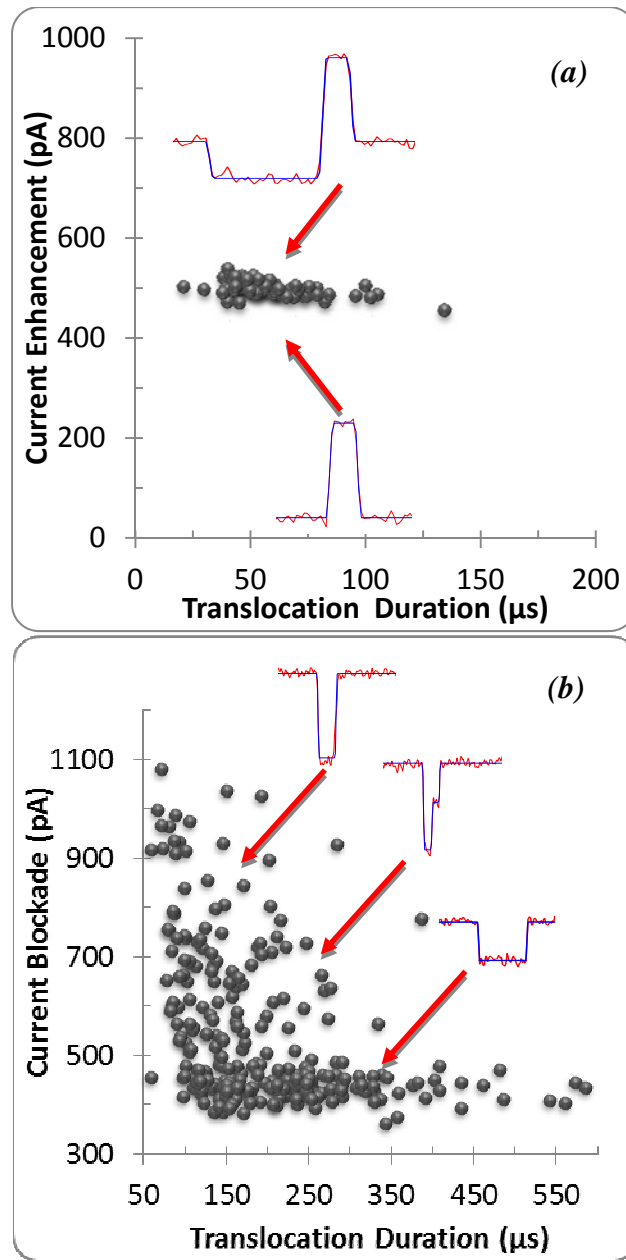 (a)
Current Enhancement (pA)
1000
800
600
400
200
0
0 50 100 150 200
Translocation Duration (µs)
(b)
Current Blockade (pA)
1100
900
700
500
300
50 150 250 350 450 550
Translocation Duration (µs)